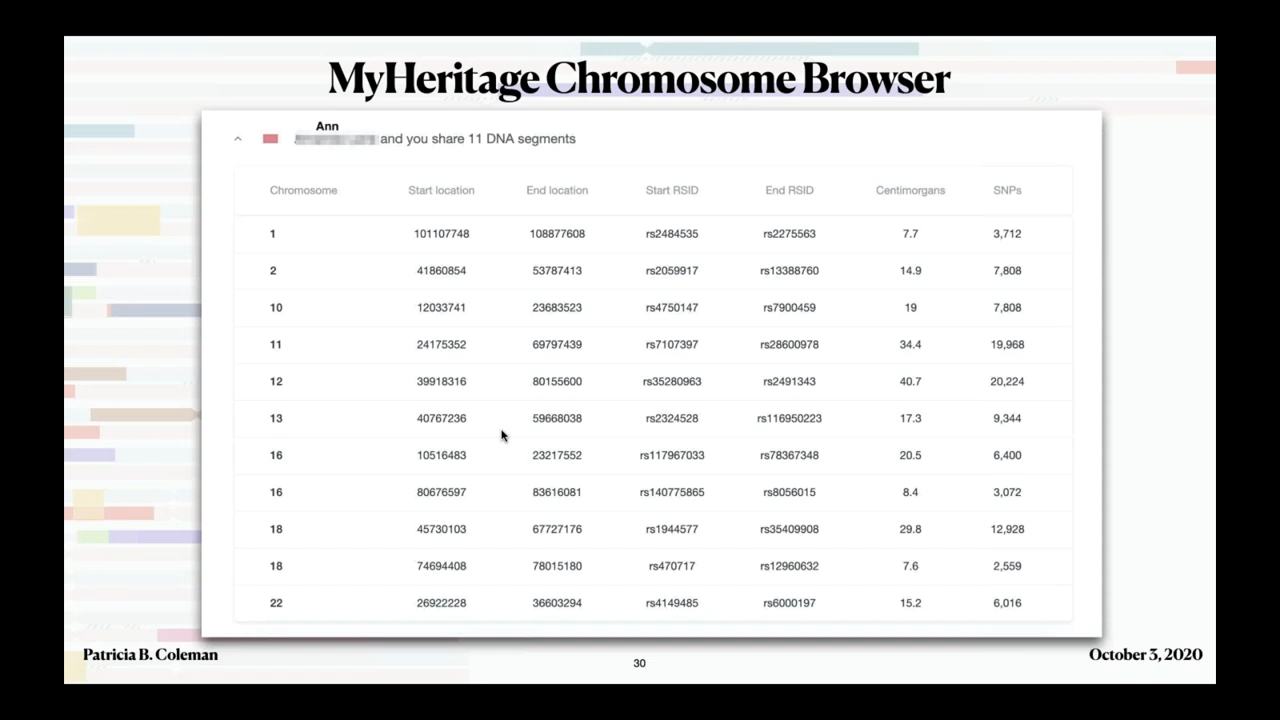 MyHeritage Chromosome Browser
Ann
and you share 11 DNA segments
Chromosome Start location End location Start RSID End RSID Centimorgans SNPs
1 101107748 108877608 rs2484535 rs2275563 7.7 3,712
2 41860854 53787413 rs2059917 rs13388760 14.9 7,808
10 12033741 23683523 rs4750147 rs7900459 19 7,808
11 24175352 69797439 rs7107397 rs28600978 34.4 19,968
12 39918316 80155600 rs35280963 rs2491343 40.7 20,224
13 40767236 59668038 rs2324528 rs116950223 17.3 9,344
16 10516483 23217552 rs117967033 rs78367348 20.5 6,400
16 80676597 83616081 rs140775865 rs8056015 8.4 3,072
18 45730103 67727176 rs1944577 rs35409908 29.8 12,928
18 74694408 78015180 rs470717 rs12960632 7.6 2,559
22 26922228 36603294 rs4149485 rs6000197 15.2 6,016
Patricia B. Coleman
30
October 3, 2020